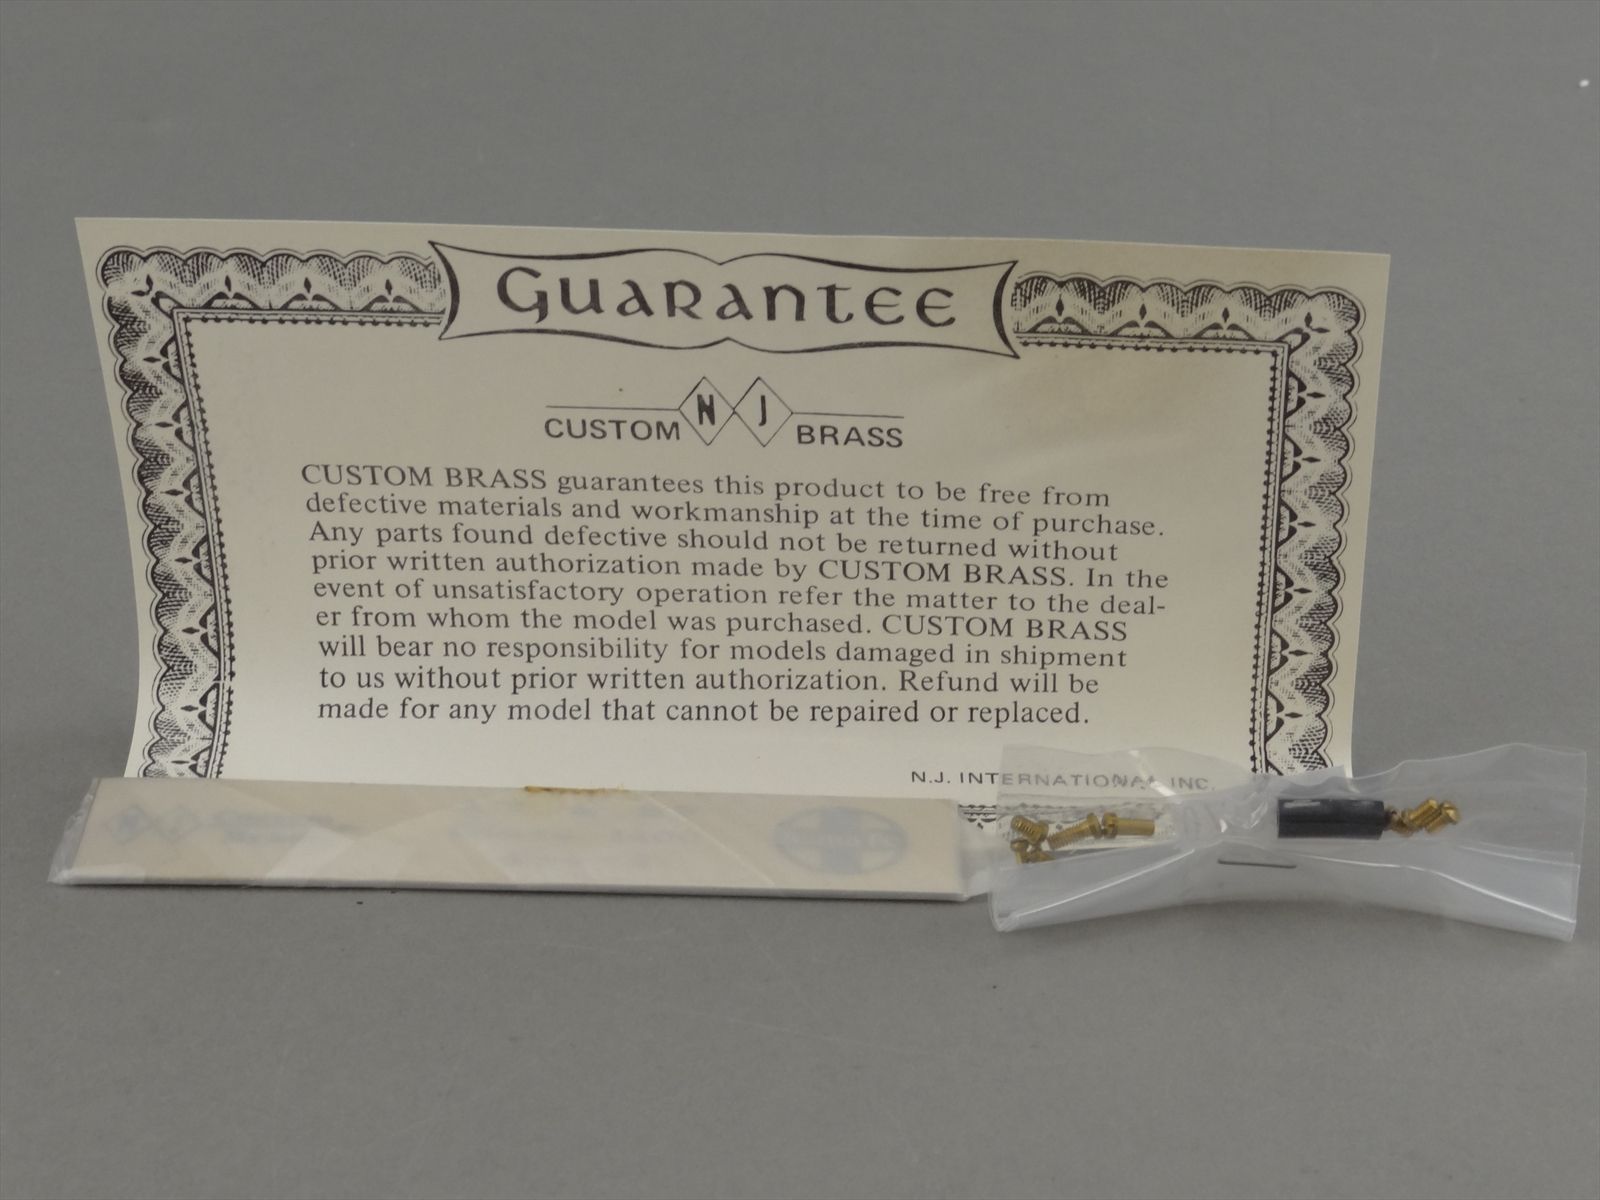 Guarantee
CUSTOM NJ BRASS
CUSTOM BRASS guarantees this product to be free from
defective materials and workmanship at the time of purchase.
Any parts found defective should not be returned without
prior written authorization made by CUSTOM BRASS. In the
event of unsatisfactory operation refer the matter to the deal-
er from whom the model was purchased. CUSTOM BRASS
will bear no responsibility for models damaged in shipment
to us without prior written authorization. Refund will be
made for any model that cannot be repaired or replaced.
N.J. INTERNATIONAL INC.